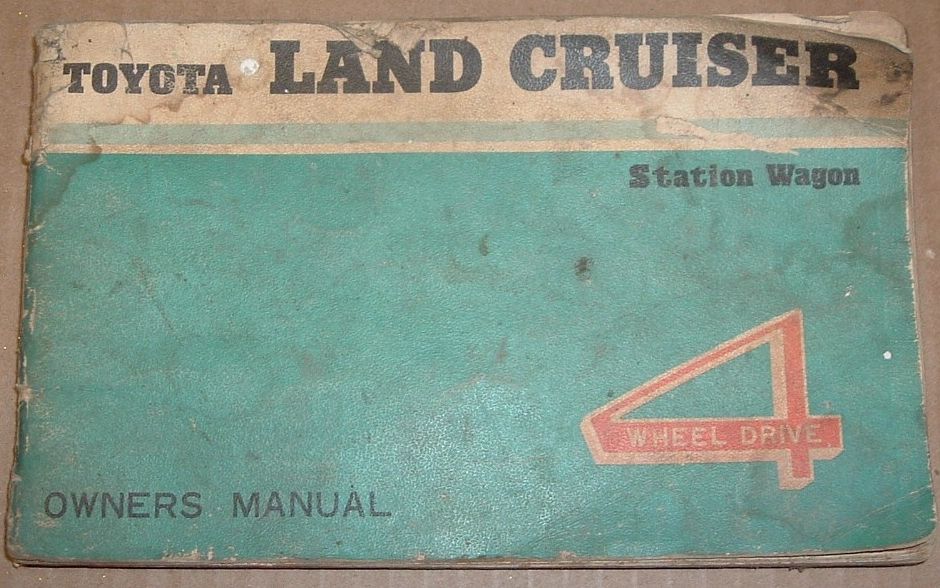 TOYOTA LAND CRUISER
Station Wagon
4
WHEEL DRIVE
OWNERS MANUAL